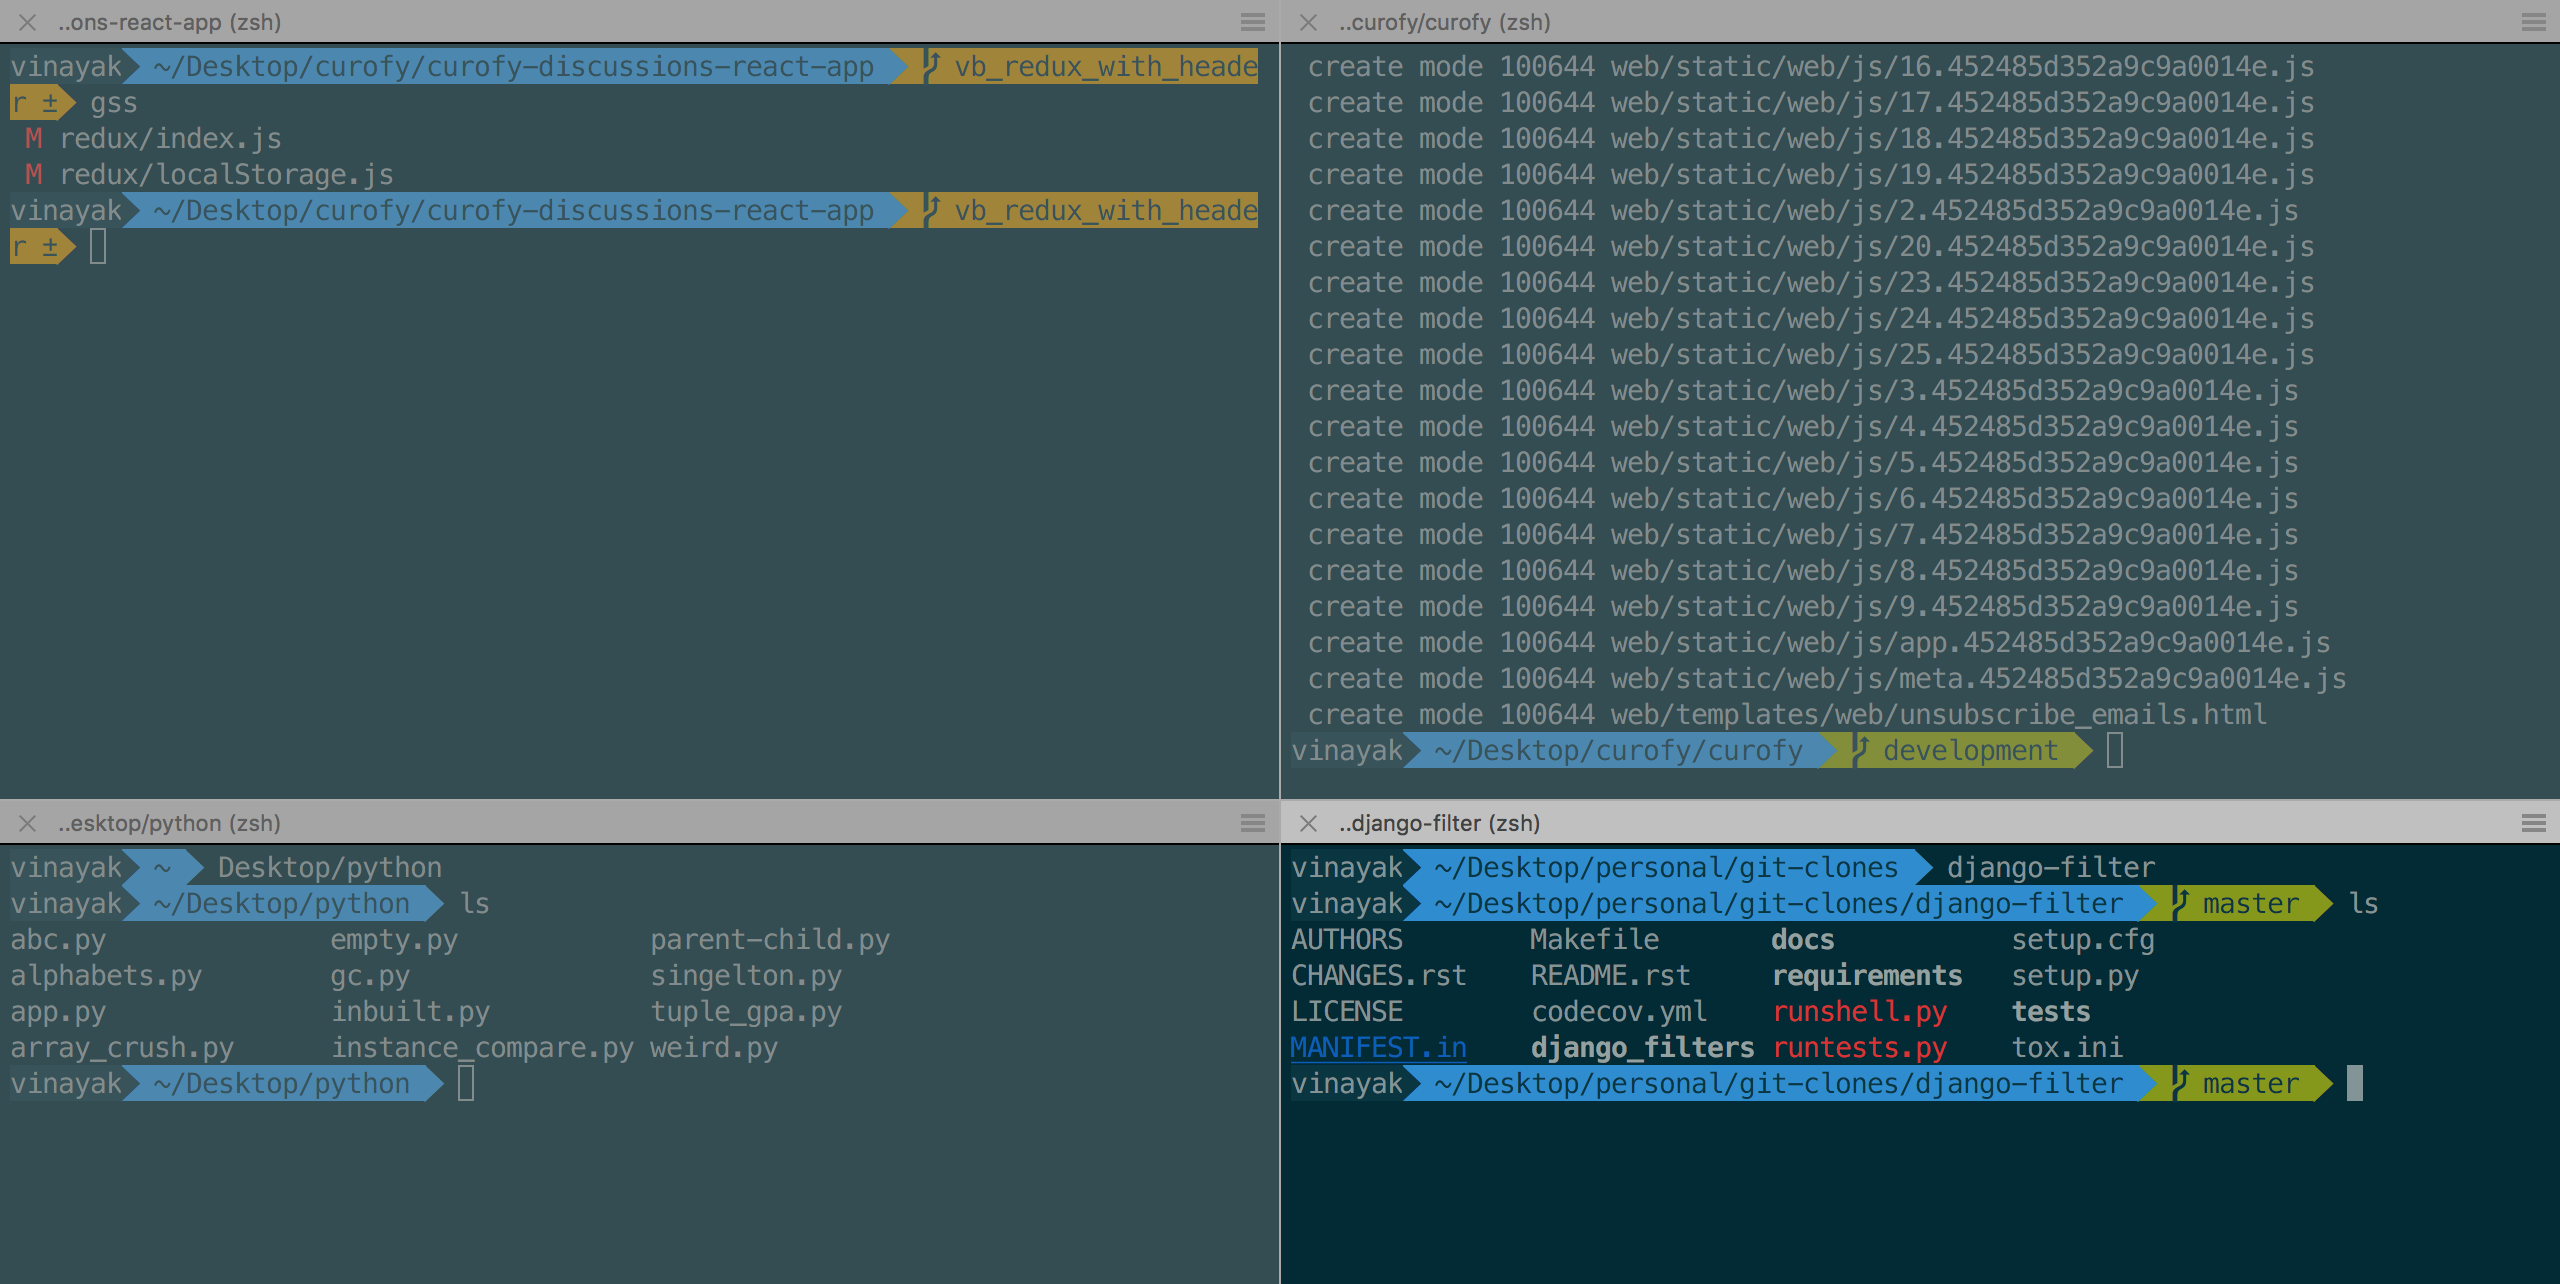 ..ons-react-app (zsh)
vinayak ~/Desktop/curofy/curofy-discussions-react-app vb_redux_with_heade
r ± gss
M redux/index.js
M redux/localStorage.js
vinayak ~/Desktop/curofy/curofy-discussions-react-app vb_redux_with_heade
r ±
..curofy/curofy (zsh)
create mode 100644 web/static/web/js/16.452485d352a9c9a0014e.js
create mode 100644 web/static/web/js/17.452485d352a9c9a0014e.js
create mode 100644 web/static/web/js/18.452485d352a9c9a0014e.js
create mode 100644 web/static/web/js/19.452485d352a9c9a0014e.js
create mode 100644 web/static/web/js/2.452485d352a9c9a0014e.js
create mode 100644 web/static/web/js/20.452485d352a9c9a0014e.js
create mode 100644 web/static/web/js/23.452485d352a9c9a0014e.js
create mode 100644 web/static/web/js/24.452485d352a9c9a0014e.js
create mode 100644 web/static/web/js/25.452485d352a9c9a0014e.js
create mode 100644 web/static/web/js/3.452485d352a9c9a0014e.js
create mode 100644 web/static/web/js/4.452485d352a9c9a0014e.js
create mode 100644 web/static/web/js/5.452485d352a9c9a0014e.js
create mode 100644 web/static/web/js/6.452485d352a9c9a0014e.js
create mode 100644 web/static/web/js/7.452485d352a9c9a0014e.js
create mode 100644 web/static/web/js/8.452485d352a9c9a0014e.js
create mode 100644 web/static/web/js/9.452485d352a9c9a0014e.js
create mode 100644 web/static/web/js/app.452485d352a9c9a0014e.js
create mode 100644 web/static/web/js/meta.452485d352a9c9a0014e.js
create mode 100644 web/templates/web/unsubscribe_emails.html
vinayak ~/Desktop/curofy/curofy development
..esktop/python (zsh)
vinayak ~ Desktop/python
vinayak ~/Desktop/python ls
abc.py empty.py parent-child.py
alphabets.py gc.py singelton.py
app.py inbuilt.py tuple_gpa.py
array_crush.py instance_compare.py weird.py
vinayak ~/Desktop/python
..django-filter (zsh)
vinayak ~/Desktop/personal/git-clones django-filter
vinayak ~/Desktop/personal/git-clones/django-filter master ls
AUTHORS Makefile docs setup.cfg
CHANGES.rst README.rst requirements setup.py
LICENSE codecov.yml runshell.py tests
MANIFEST.in django_filters runtests.py tox.ini
vinayak ~/Desktop/personal/git-clones/django-filter master